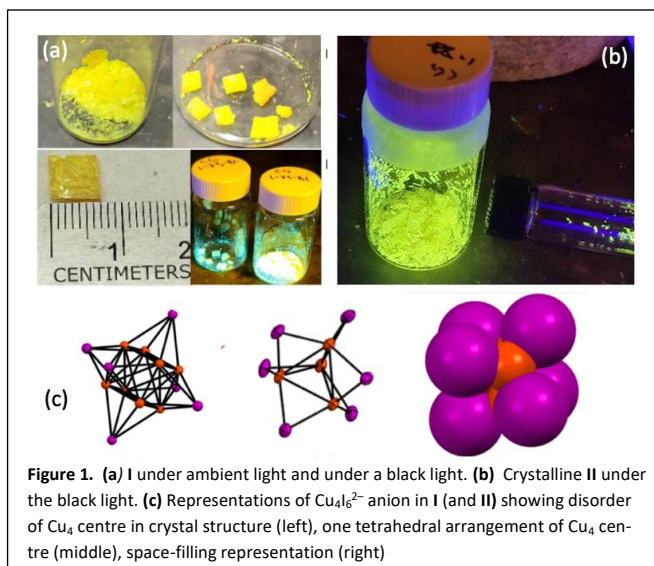 (a)
(b)
1
2
CENTIMETERS
(c)
Figure 1. (a) I under ambient light and under a black light. (b) Crystalline II under
the black light. (c) Representations of Cu₄I₆²⁻ anion in I (and II) showing disorder
of Cu₄ centre in crystal structure (left), one tetrahedral arrangement of Cu₄ cen-
tre (middle), space-filling representation (right)